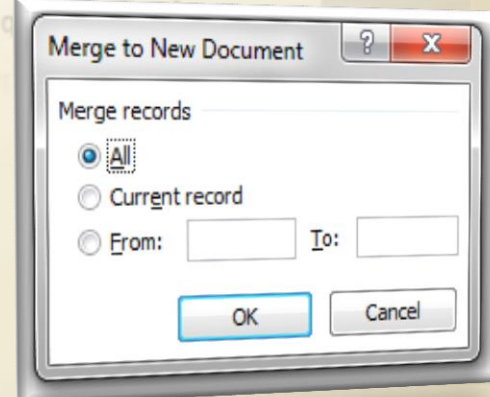 Merge to New Document
Merge records
All
Current record
From: To:
OK Cancel